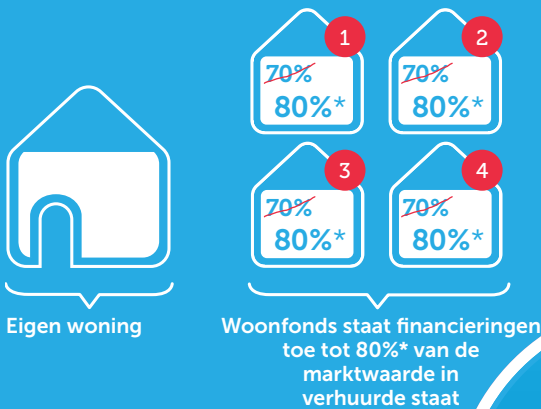 1
70%
80%*
2
70%
80%*
3
70%
80%*
4
70%
80%*
Eigen woning
Woonfonds staat financieringen
toe tot 80%* van de
marktwaarde in
verhuurde staat